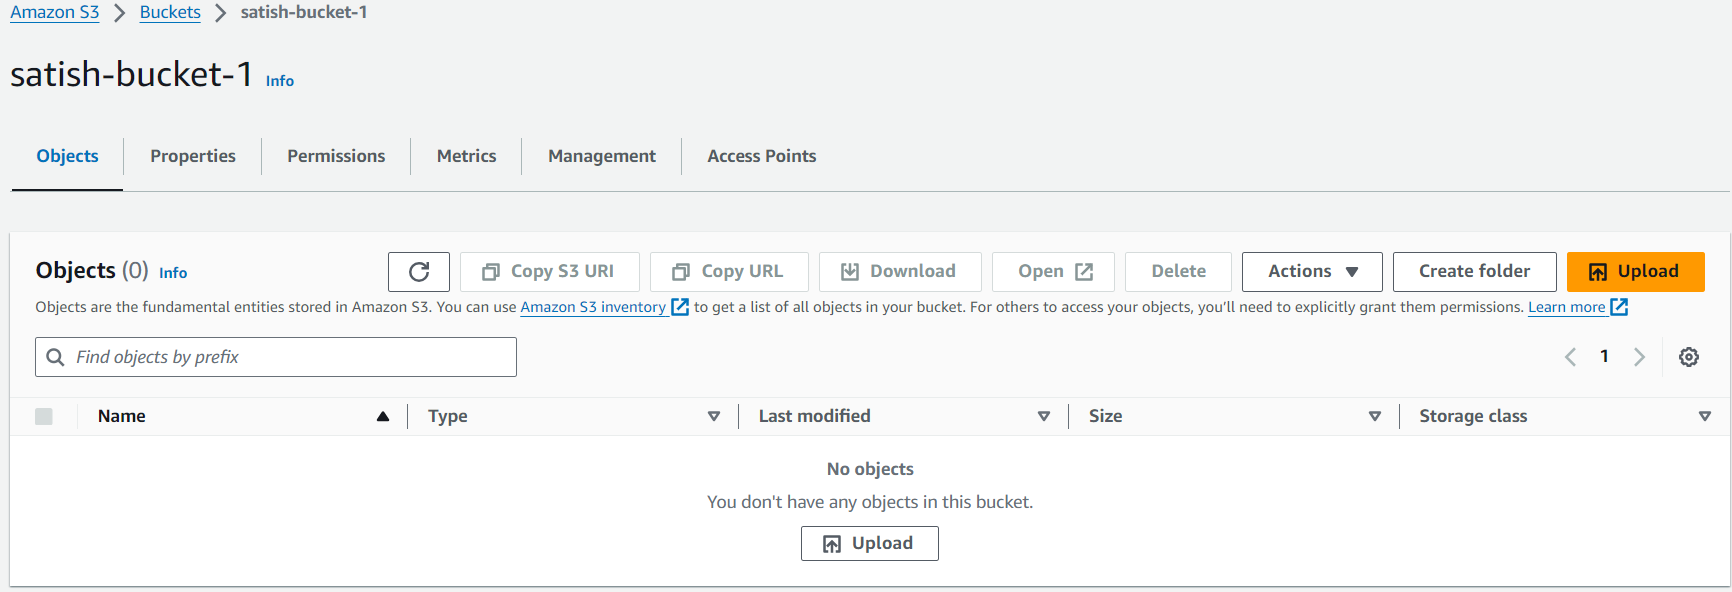 Amazon S3 > Buckets > satish-bucket-1
satish-bucket-1 Info
Objects Properties Permissions Metrics Management Access Points
Objects (0) Info Copy S3 URI Copy URL Download Open Delete Actions Create folder Upload
Objects are the fundamental entities stored in Amazon S3. You can use Amazon S3 inventory to get a list of all objects in your bucket. For others to access your objects, you’ll need to explicitly grant them permissions. Learn more
Find objects by prefix 1
Name Type Last modified Size Storage class
No objects
You don't have any objects in this bucket.
Upload